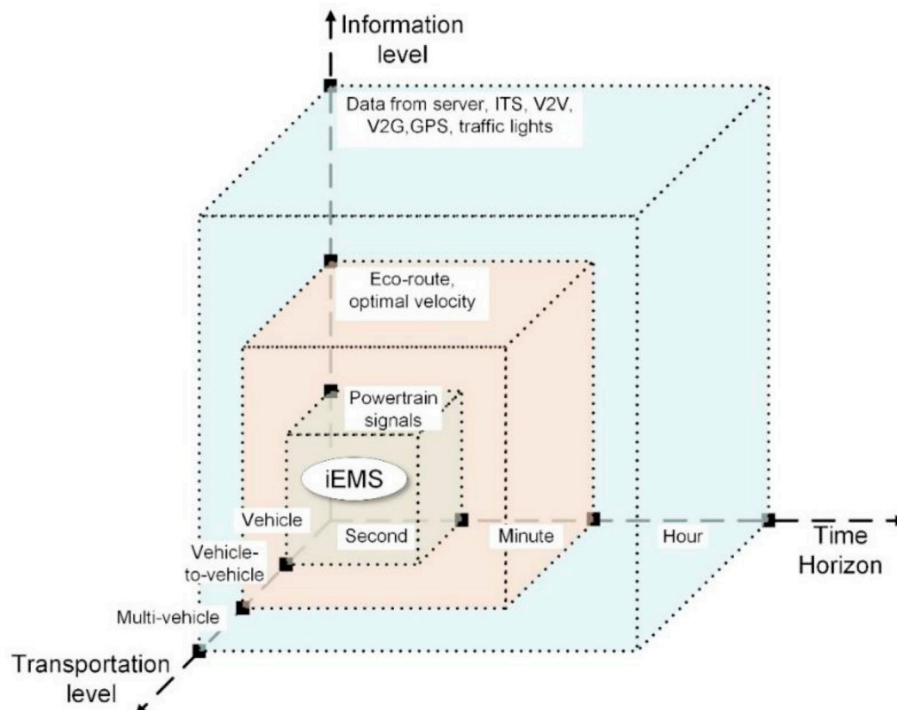 Information
level
Data from server, ITS, V2V,
V2G,GPS, traffic lights
Eco-route,
optimal velocity
Powertrain
signals
iEMS
Vehicle
Second
Minute
Hour
Time
Horizon
Vehicle-
to-vehicle
Multi-vehicle
Transportation
level